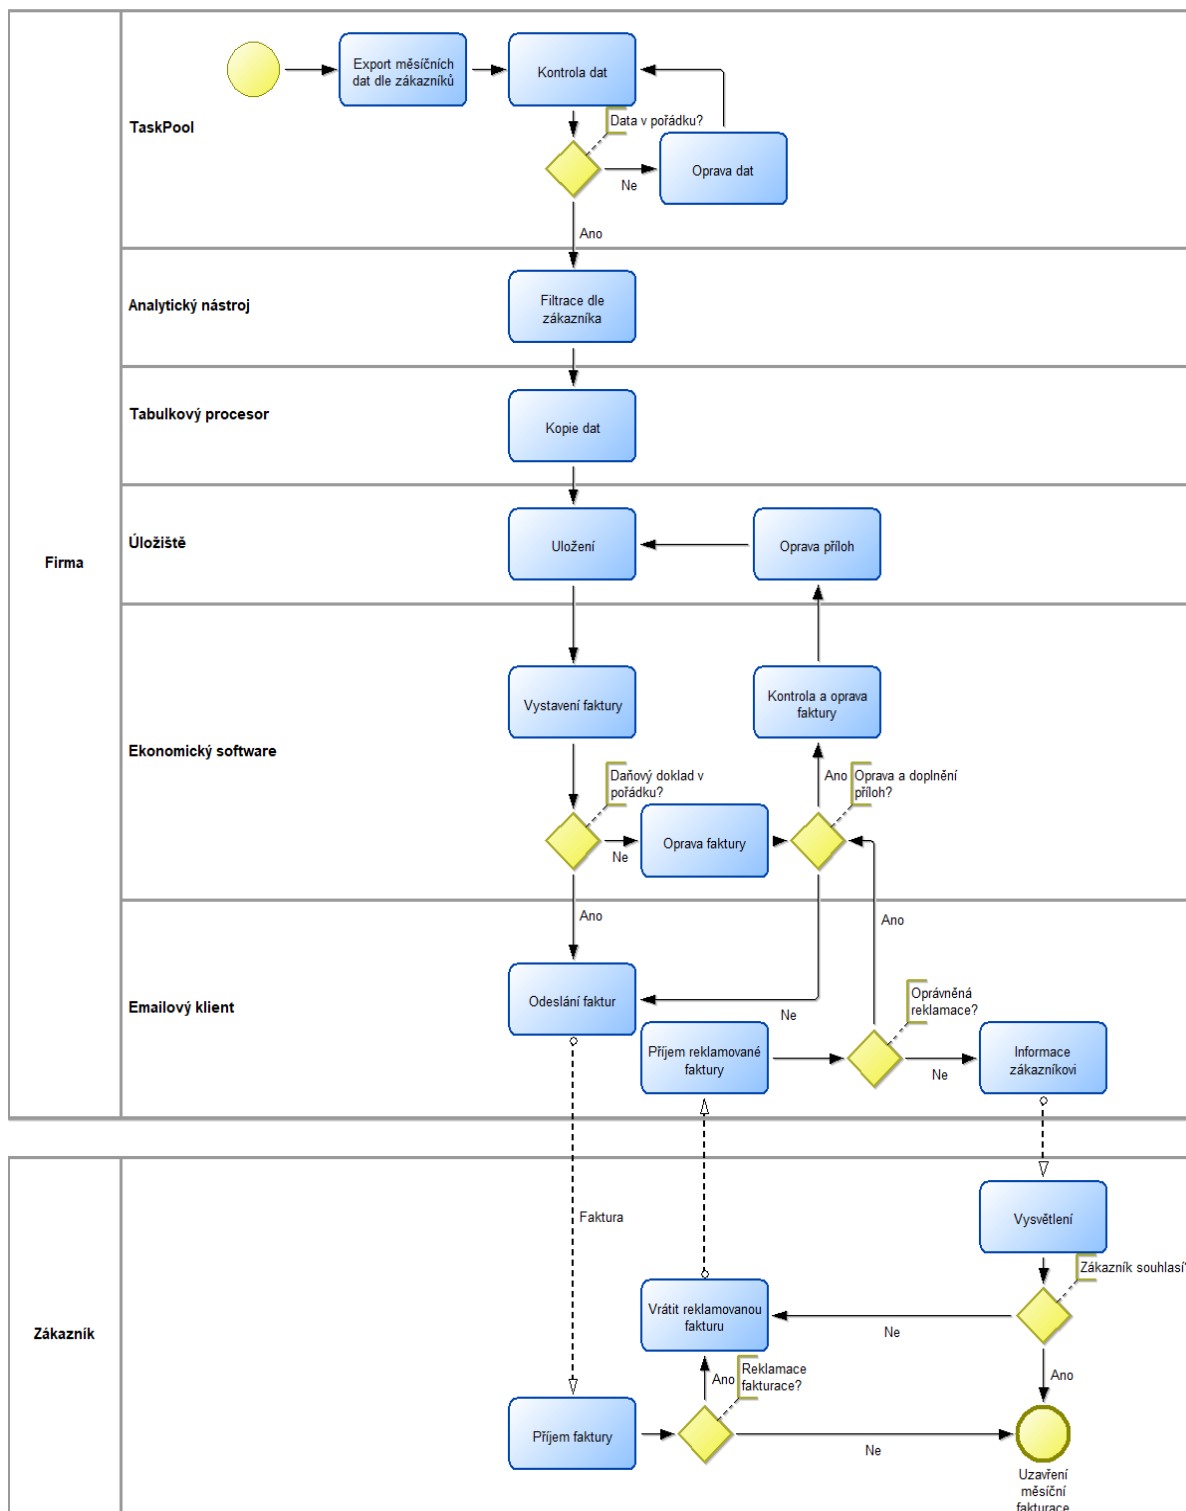 Export měsíčních
dat dle zákazníků
Kontrola dat
Data v pořádku?
TaskPool
Oprava dat
Ne
Ano
Analytický nástroj
Filtrace dle
zákazníka
Tabulkový procesor
Kopie dat
Úložiště
Uložení
Oprava příloh
Firma
Vystavení faktury
Kontrola a oprava
faktury
Ekonomický software
Daňový doklad v
pořádku?
Ano
Oprava a doplnění
příloh?
Ne
Oprava faktury
Ano
Ano
Emailový klient
Odeslání faktur
Ne
Oprávněná
reklamace?
Příjem reklamované
faktury
Ne
Informace
zákazníkovi
Faktura
Vysvětlení
Zákazník souhlasí?
Zákazník
Vrátit reklamovanou
fakturu
Ne
Ano
Reklamace
fakturace?
Ano
Příjem faktury
Ne
Uzavření
měsíční
fakturace